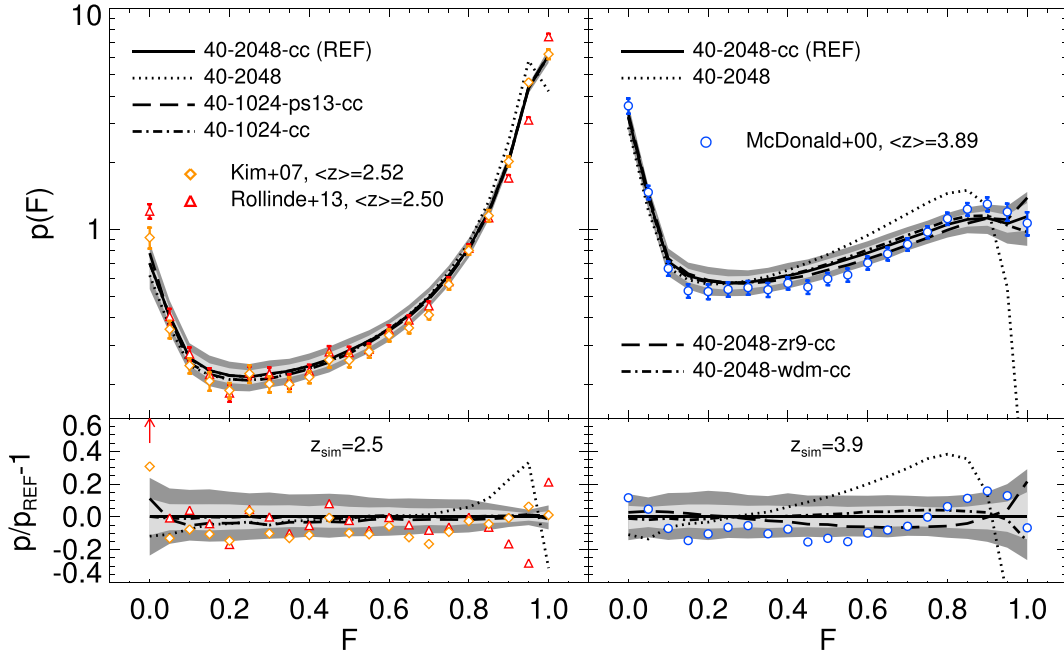 10
40-2048-cc (REF)
40-2048
40-1024-ps13-cc
40-1024-cc
Kim+07, <z>=2.52
Rollinde+13, <z>=2.50
p(F)
1
40-2048-cc (REF)
40-2048
McDonald+00, <z>=3.89
40-2048-zr9-cc
40-2048-wdm-cc
p/pREF-1
0.6
0.4
0.2
0.0
-0.2
-0.4
zsim=2.5
zsim=3.9
0.0 0.2 0.4 0.6 0.8 1.0
0.0 0.2 0.4 0.6 0.8 1.0
F
F